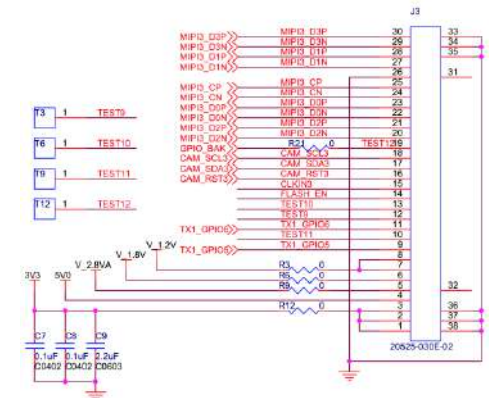 J3
MIPI3_D3P MIPI3_D3P 30 33
MIPI3_D3N MIPI3_D3N 29 34
MIPI3_D1P MIPI3_D1P 28 35
MIPI3_D1N MIPI3_D1N 27
26 31
MIPI3_CP MIPI3_CP 25
MIPI3_CN MIPI3_CN 24
MIPI3_D0P MIPI3_D0P 23
MIPI3_D0N MIPI3_D0N 22
MIPI3_D2P MIPI3_D2P 21
MIPI3_D2N MIPI3_D2N 20
GPIO_BAK R21 0 TEST12 19
CAM_SCL3 CAM_SCL3 18
CAM_SDA3 CAM_SDA3 17
CAM_RST3 CAM_RST3 16
CLKIN3 15
FLASH_EN 14
TEST10 13
TEST9 12
TX1_GPIO6 TX1_GPIO6 11
TEST11 10
TX1_GPIO5 TX1_GPIO5 9
8
R3 0 7
R6 0 6
R9 0 5 32
4
R12 0 3 36
2 37
1 38
20525-030E-02
T3 1 TEST9
T6 1 TEST10
T9 1 TEST11
T12 1 TEST12
V_1.2V
V_1.8V
V_2.8VA
3V3 5V0
C7 C8 C9
0.1uF 0.1uF 2.2uF
C0402 C0402 C0603